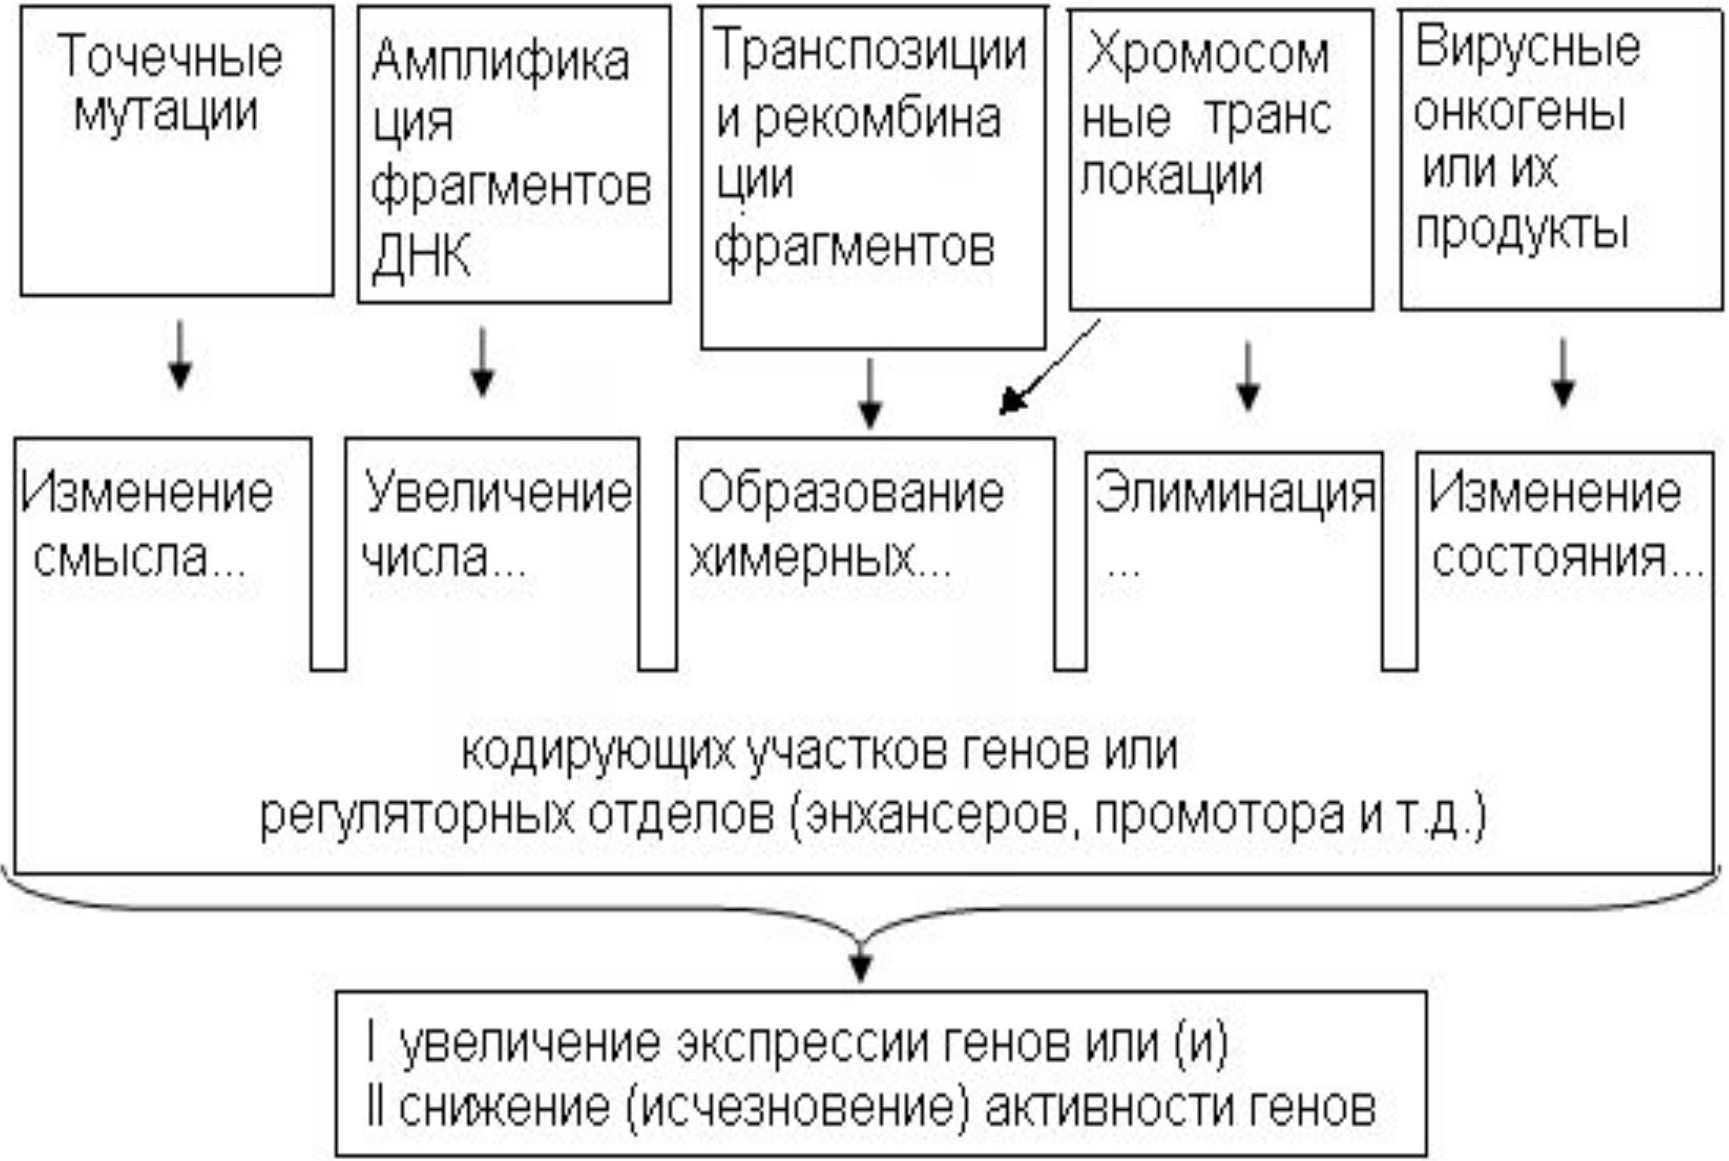 Точечные
мутации
Амплифика
ция
фрагментов
ДНК
Транспозиции
и рекомбина
ции
фрагментов
Хромосом
ные транс
локации
Вирусные
онкогены
или их
продукты
Изменение
смысла...
Увеличение
числа...
Образование
химерных...
Элиминация
...
Изменение
состояния...
кодирующих участков генов или
регуляторных отделов (энхансеров, промотора и т.д.)
I увеличение экспрессии генов или (и)
II снижение (исчезновение) активности генов